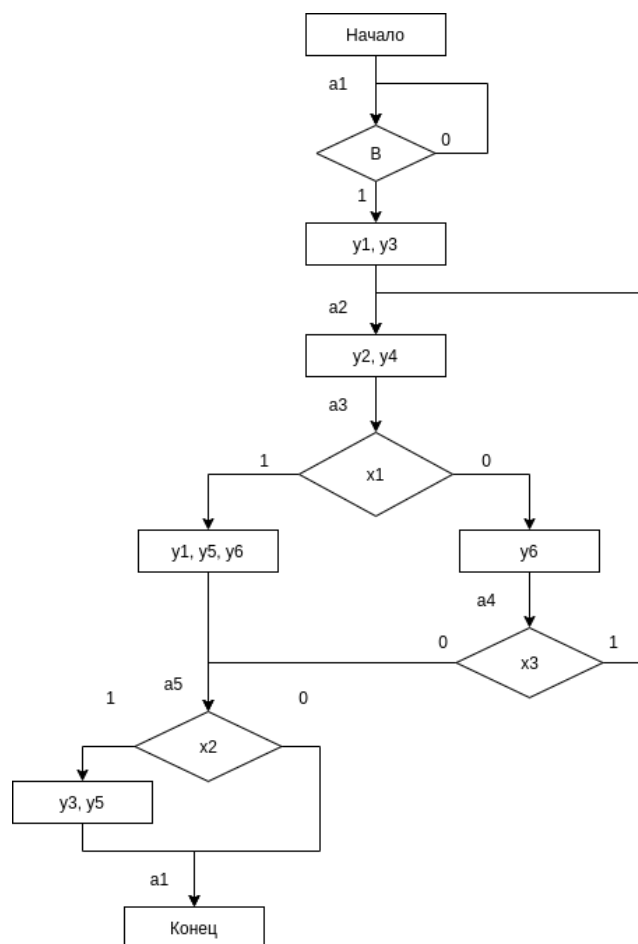 Начало
a1
B
0
1
y1, y3
a2
y2, y4
a3
x1
1
0
y1, y5, y6
y6
a4
0
x3
1
a5
1
0
x2
y3, y5
a1
Конец